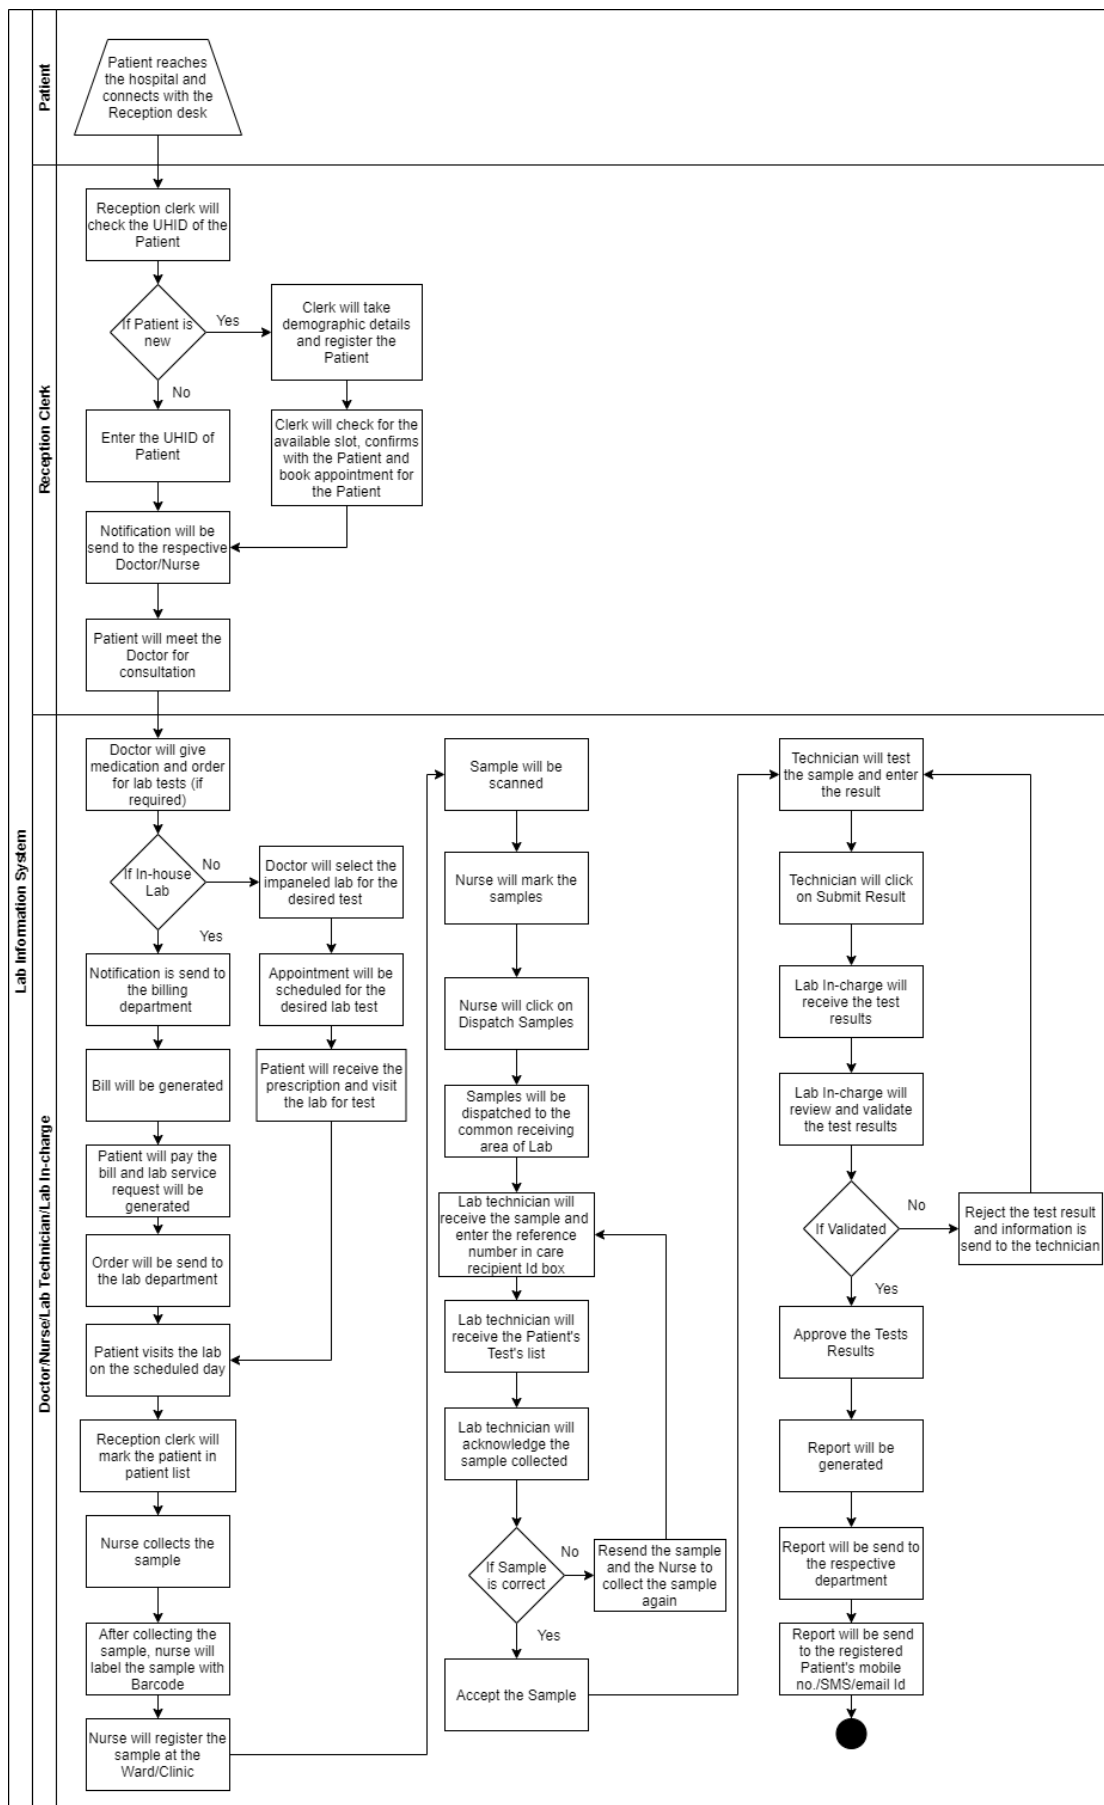 Lab Information System
Patient
Patient reaches
the hospital and
connects with the
Reception desk
Reception Clerk
Reception clerk will
check the UHID of the
Patient
If Patient is
new
Yes
Clerk will take
demographic details
and register the
Patient
No
Enter the UHID of
Patient
Clerk will check for the
available slot, confirms
with the Patient and
book appointment for
the Patient
Notification will be
send to the respective
Doctor/Nurse
Patient will meet the
Doctor for
consultation
Doctor/Nurse/Lab Technician/Lab In-charge
Doctor will give
medication and order
for lab tests (if
required)
If In-house
Lab
No
Doctor will select the
impaneled lab for the
desired test
Yes
Appointment will be
scheduled for the
desired lab test
Patient will receive the
prescription and visit
the lab for test
Notification is send to
the billing
department
Bill will be generated
Patient will pay the
bill and lab service
request will be
generated
Order will be send to
the lab department
Patient visits the lab
on the scheduled day
Reception clerk will
mark the patient in
patient list
Nurse collects the
sample
After collecting the
sample, nurse will
label the sample with
Barcode
Nurse will register the
sample at the
Ward/Clinic
Sample will be
scanned
Nurse will mark the
samples
Nurse will click on
Dispatch Samples
Samples will be
dispatched to the
common receiving
area of Lab
Lab technician will
receive the sample and
enter the reference
number in care
recipient Id box
Lab technician will
receive the Patient's
Test's list
Lab technician will
acknowledge the
sample collected
If Sample
is correct
No
Resend the sample
and the Nurse to
collect the sample
again
Yes
Accept the Sample
Technician will test
the sample and enter
the result
Technician will click
on Submit Result
Lab In-charge will
receive the test
results
Lab In-charge will
review and validate
the test results
If Validated
No
Reject the test result
and information is
send to the technician
Yes
Approve the Tests
Results
Report will be
generated
Report will be send to
the respective
department
Report will be send
to the registered
Patient's mobile
no./SMS/email Id